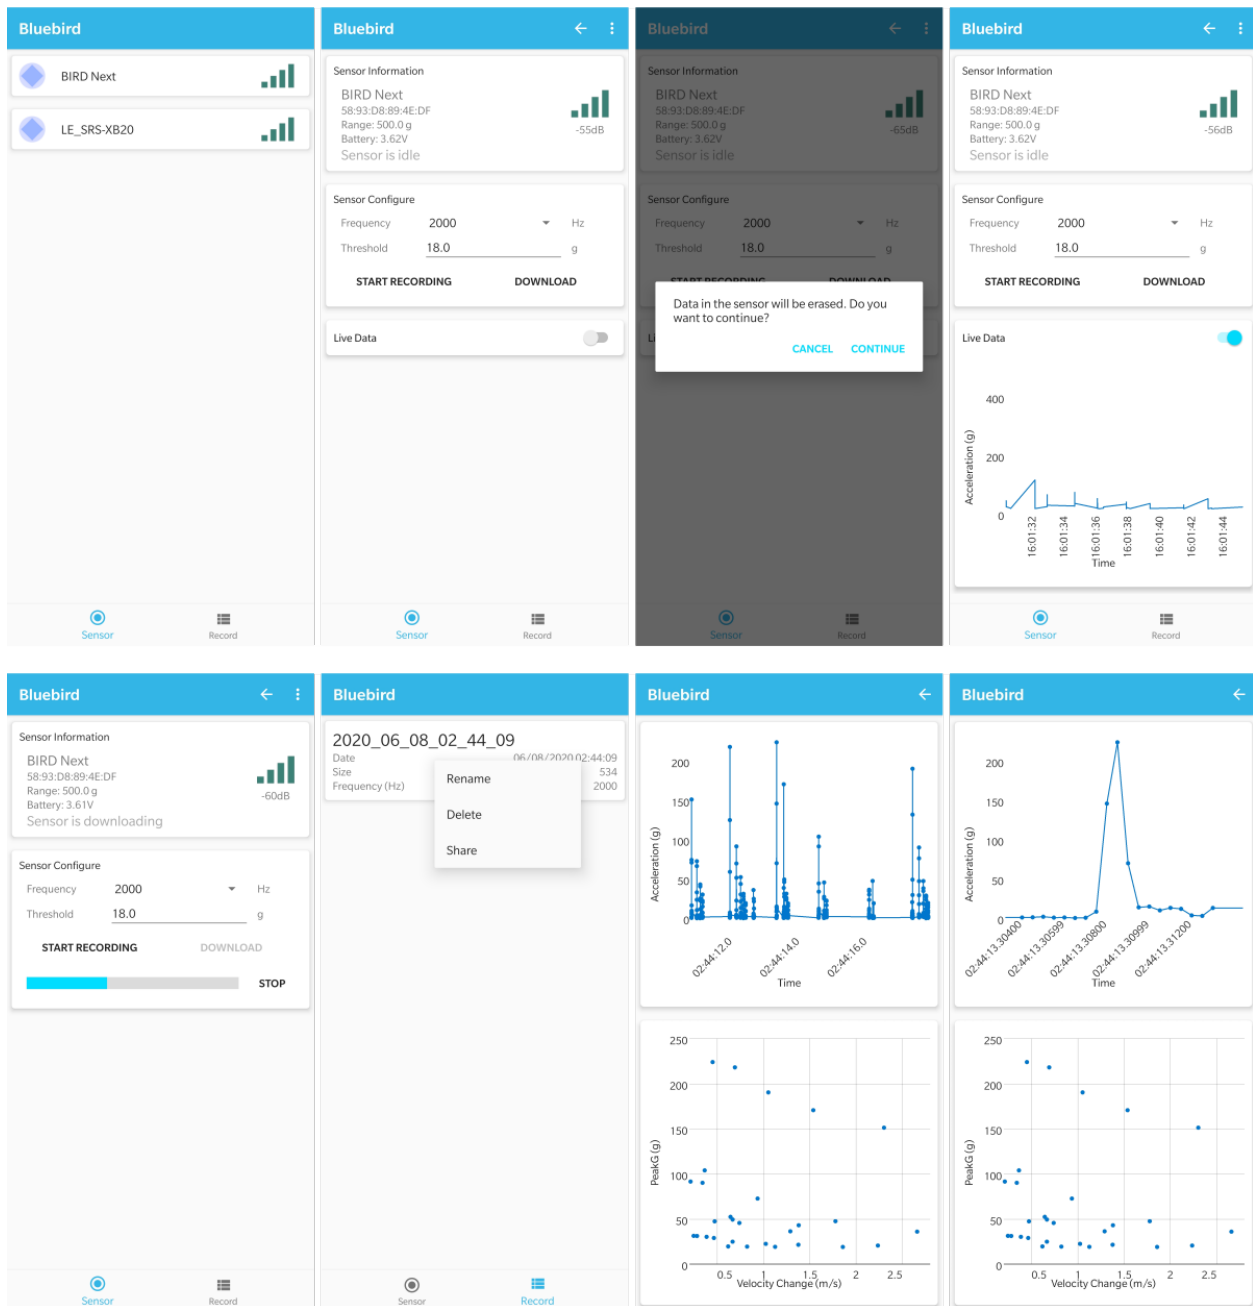 Bluebird
BIRD Next
LE_SRS-XB20
Sensor
Record
Bluebird
Sensor Information
BIRD Next
58:93:D8:89:4E:DF
Range: 500.0 g
Battery: 3.62V
Sensor is idle
-55dB
Sensor Configure
Frequency 2000 Hz
Threshold 18.0 g
START RECORDING DOWNLOAD
Live Data
Sensor
Record
Bluebird
Sensor Information
BIRD Next
58:93:D8:89:4E:DF
Range: 500.0 g
Battery: 3.62V
Sensor is idle
-65dB
Sensor Configure
Frequency 2000 Hz
Threshold 18.0 g
START RECORDING DOWNLOAD
Data in the sensor will be erased. Do you
want to continue?
CANCEL CONTINUE
Sensor
Record
Bluebird
Sensor Information
BIRD Next
58:93:D8:89:4E:DF
Range: 500.0 g
Battery: 3.62V
Sensor is idle
-56dB
Sensor Configure
Frequency 2000 Hz
Threshold 18.0 g
START RECORDING DOWNLOAD
Live Data
Acceleration (g)
400
200
0
16:01:32 16:01:34 16:01:36 16:01:38 16:01:40 16:01:42 16:01:44
Time
Sensor
Record
Bluebird
Sensor Information
BIRD Next
58:93:D8:89:4E:DF
Range: 500.0 g
Battery: 3.61V
Sensor is downloading
-60dB
Sensor Configure
Frequency 2000 Hz
Threshold 18.0 g
START RECORDING DOWNLOAD
STOP
Sensor
Record
Bluebird
2020_06_08_02_44_09
Date 06/08/2020 02:44:09
Size 534
Frequency (Hz) 2000
Rename
Delete
Share
Sensor
Record
Bluebird
Acceleration (g)
200
150
100
50
0
02:44:12.0 02:44:14.0 02:44:16.0
Time
PeakG (g)
250
200
150
100
50
0
0.5 1 1.5 2 2.5
Velocity Change (m/s)
Bluebird
Acceleration (g)
200
150
100
50
0
02:44:13.30400 02:44:13.30599 02:44:13.30800 02:44:13.30999 02:44:13.31200
Time
PeakG (g)
250
200
150
100
50
0
0.5 1 1.5 2 2.5
Velocity Change (m/s)